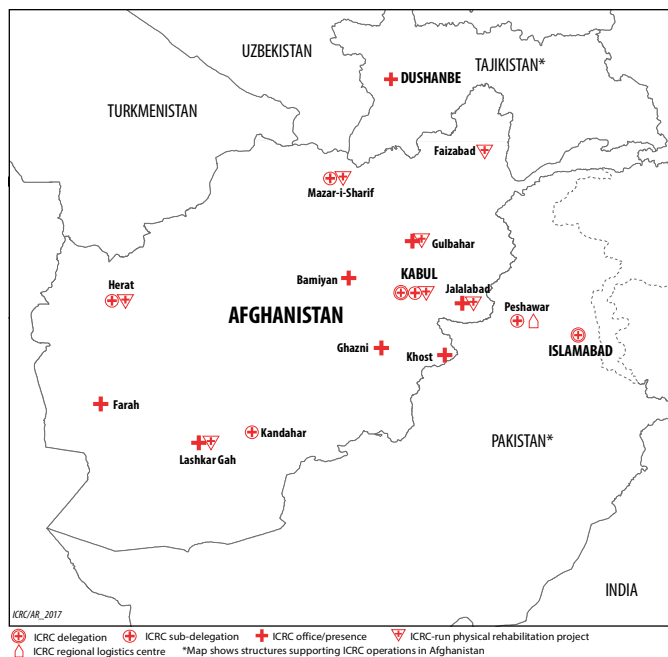 UZBEKISTAN
DUSHANBE
TAJIKISTAN*
TURKMENISTAN
Faizabad
Mazar-i-Sharif
Gulbahar
Bamiyan
KABUL
Herat
Jalalabad
Peshawar
AFGHANISTAN
Ghazni
Khost
ISLAMABAD
Farah
Kandahar
Lashkar Gah
PAKISTAN*
INDIA
ICRC/AR_2017
ICRC delegation ICRC sub-delegation ICRC office/presence ICRC-run physical rehabilitation project
ICRC regional logistics centre *Map shows structures supporting ICRC operations in Afghanistan